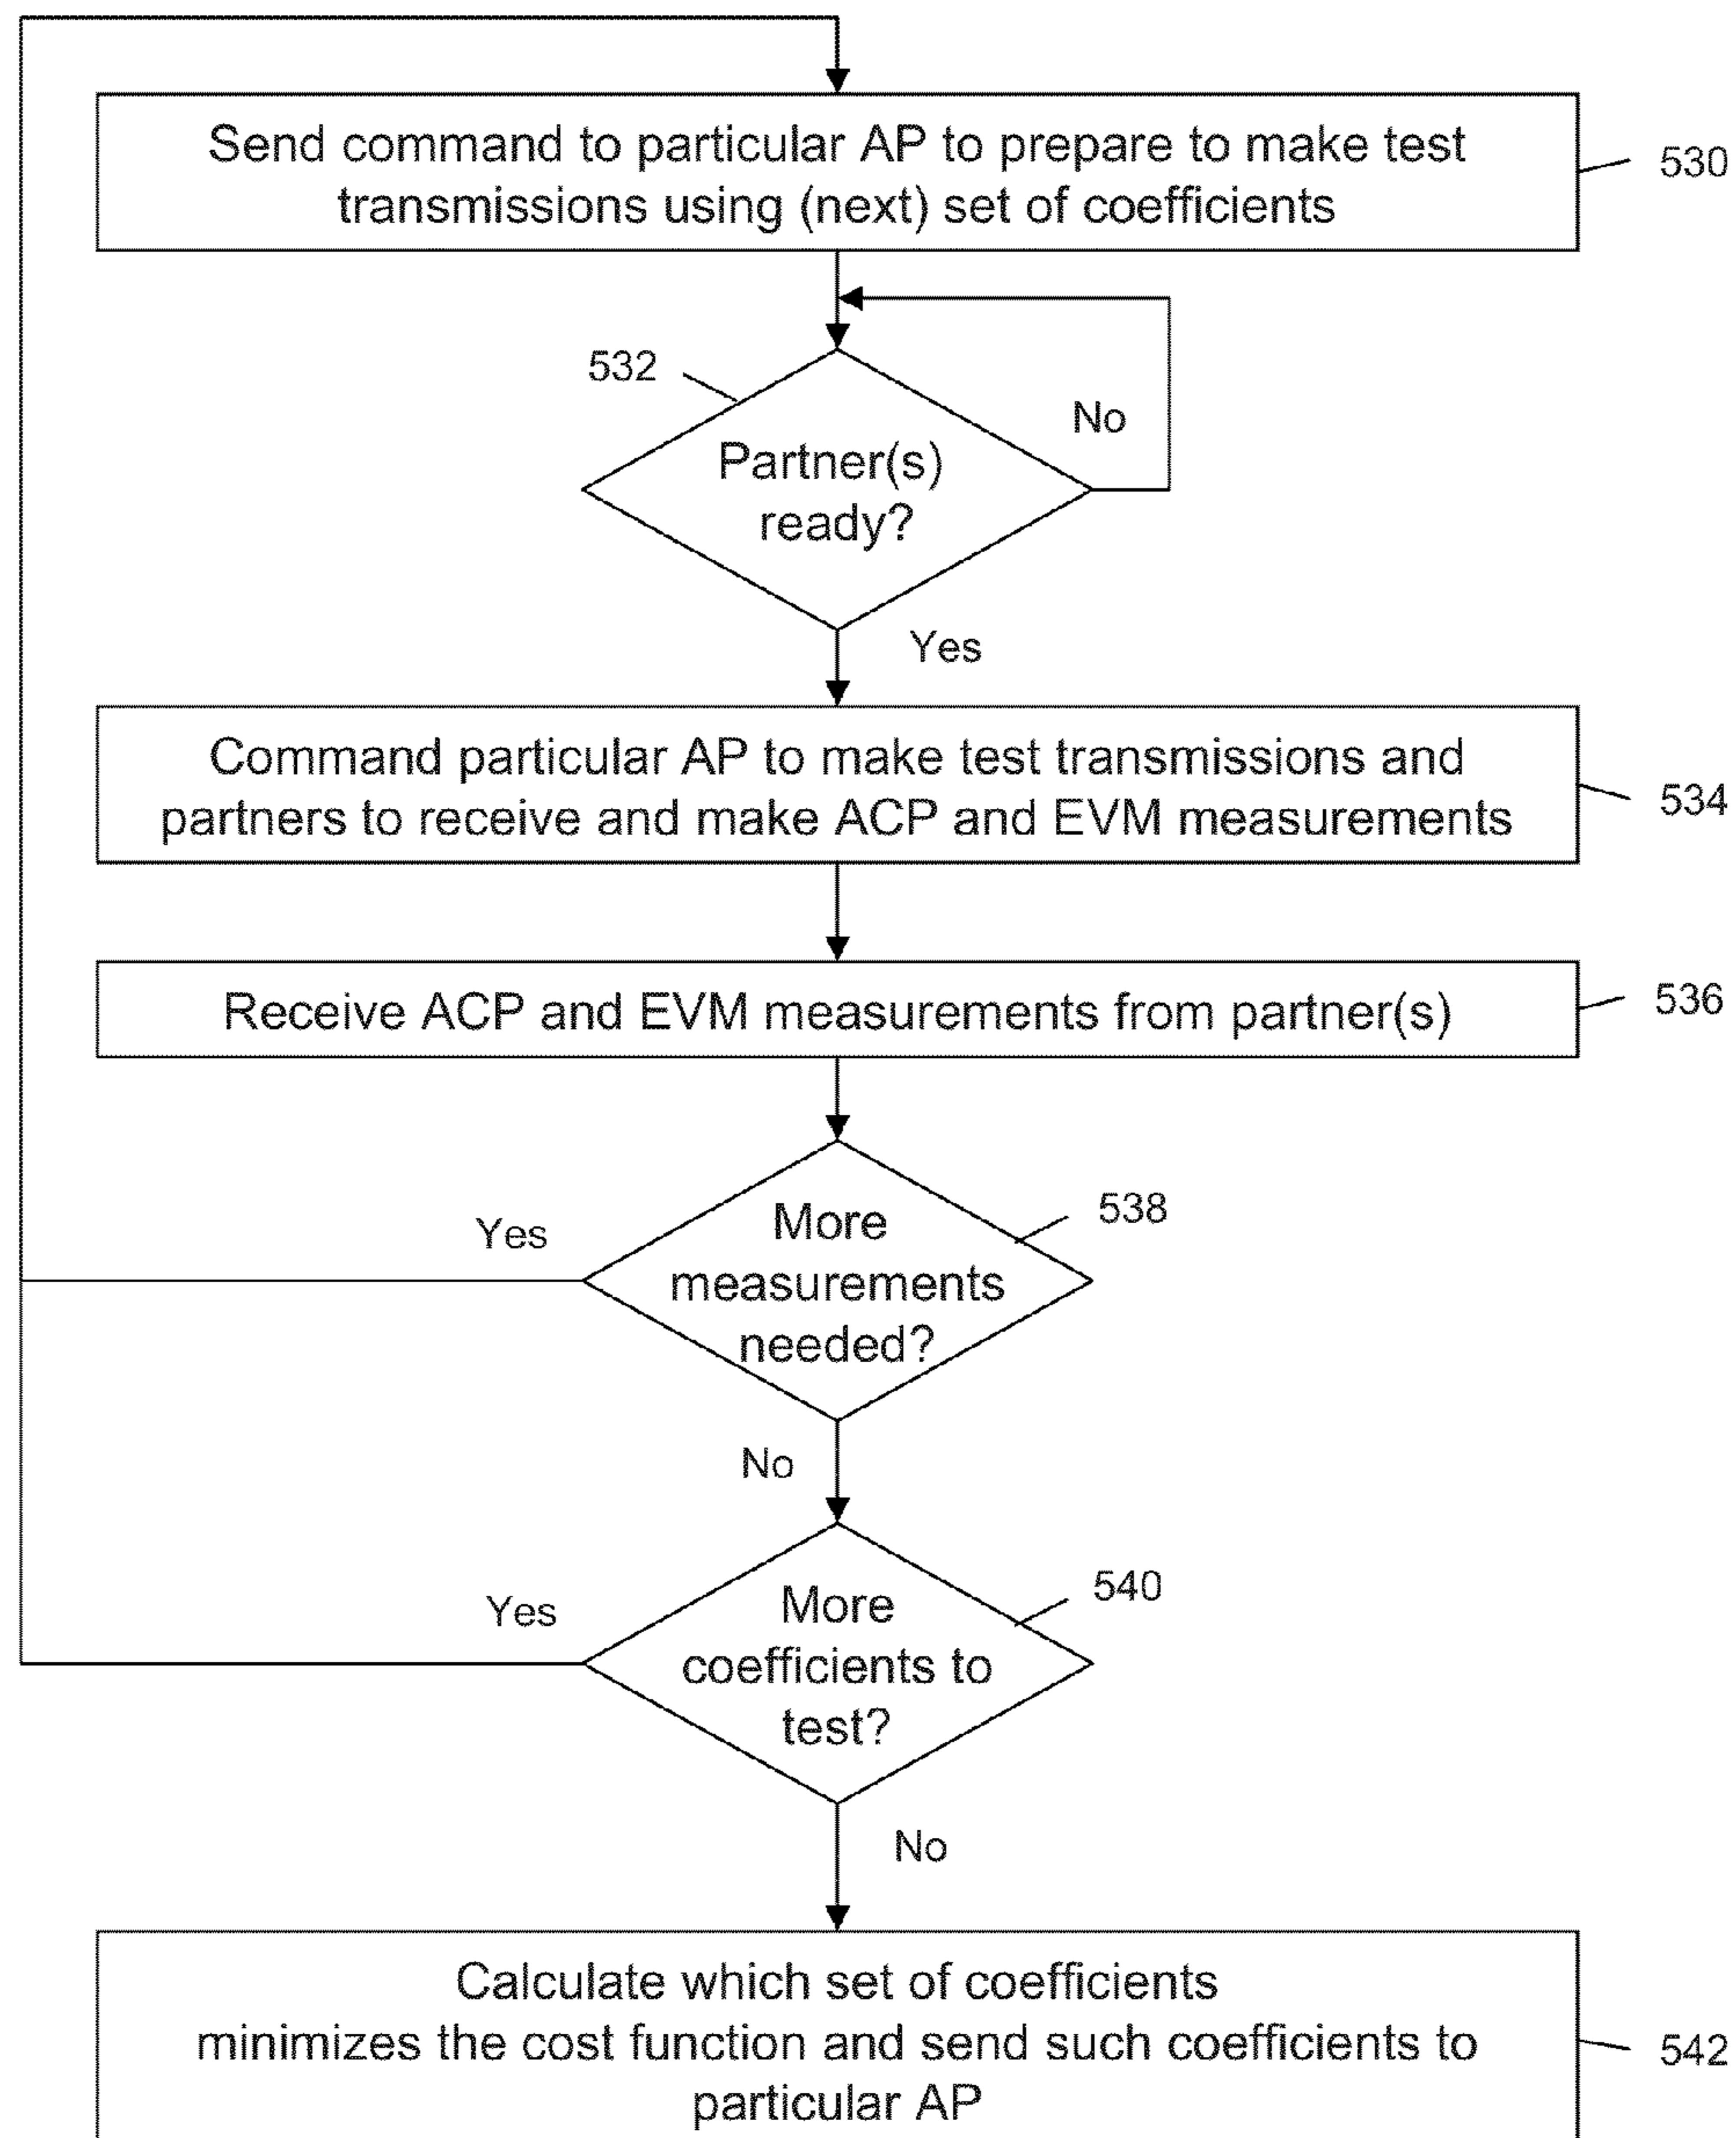 Send command to particular AP to prepare to make test
transmissions using (next) set of coefficients
530
532
No
Partner(s)
ready?
Yes
Command particular AP to make test transmissions and
partners to receive and make ACP and EVM measurements
534
Receive ACP and EVM measurements from partner(s)
536
538
Yes
More
measurements
needed?
No
540
Yes
More
coefficients to
test?
No
Calculate which set of coefficients
minimizes the cost function and send such coefficients to
particular AP
542